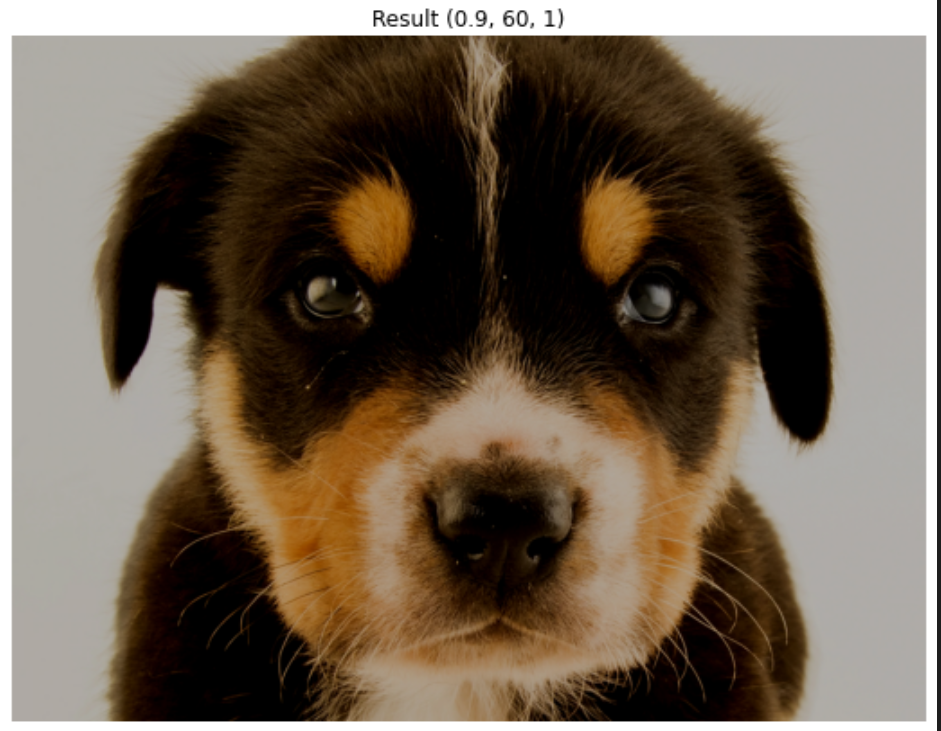 Result (0.9, 60, 1)